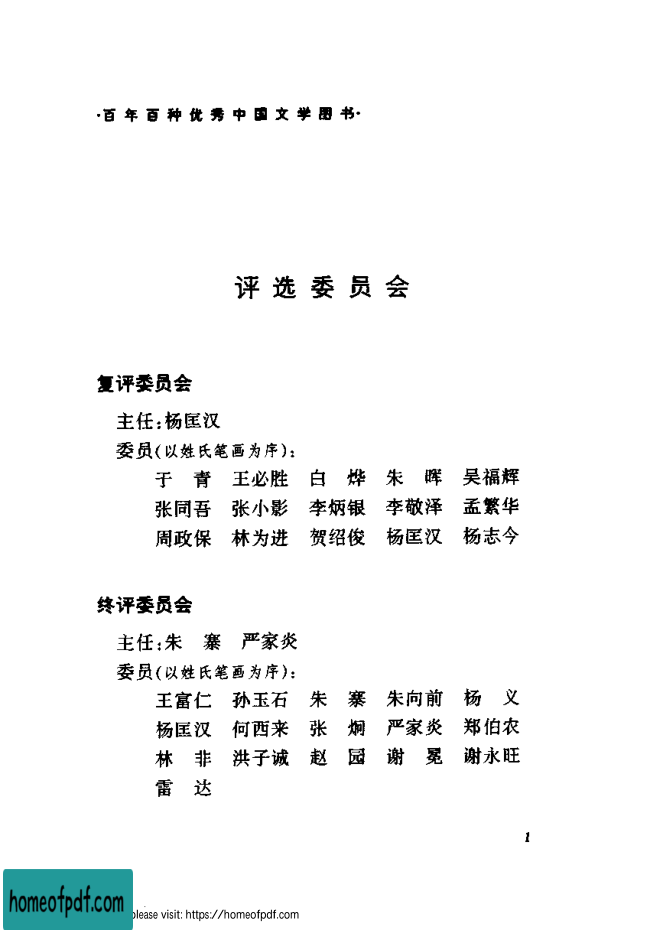 ·百年百种优秀中国文学图书·
评选委员会
复评委员会
主任:杨匡汉
委员(以姓氏笔画为序):
于 青 王必胜 白 烨 朱 晖 吴福辉
张同吾 张小影 李炳银 李敬泽 孟繁华
周政保 林为进 贺绍俊 杨匡汉 杨志今
终评委员会
主任:朱 寨 严家炎
委员(以姓氏笔画为序):
王富仁 孙玉石 朱 寨 朱向前 杨 义
杨匡汉 何西来 张 炯 严家炎 郑伯农
林 非 洪子诚 赵 园 谢 冕 谢永旺
雷 达
1
homeofpdf.com
please visit: https://homeofpdf.com